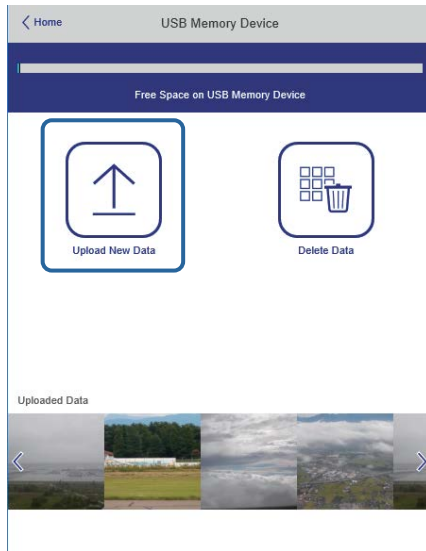 Home
USB Memory Device
Free Space on USB Memory Device
Upload New Data
Delete Data
Uploaded Data